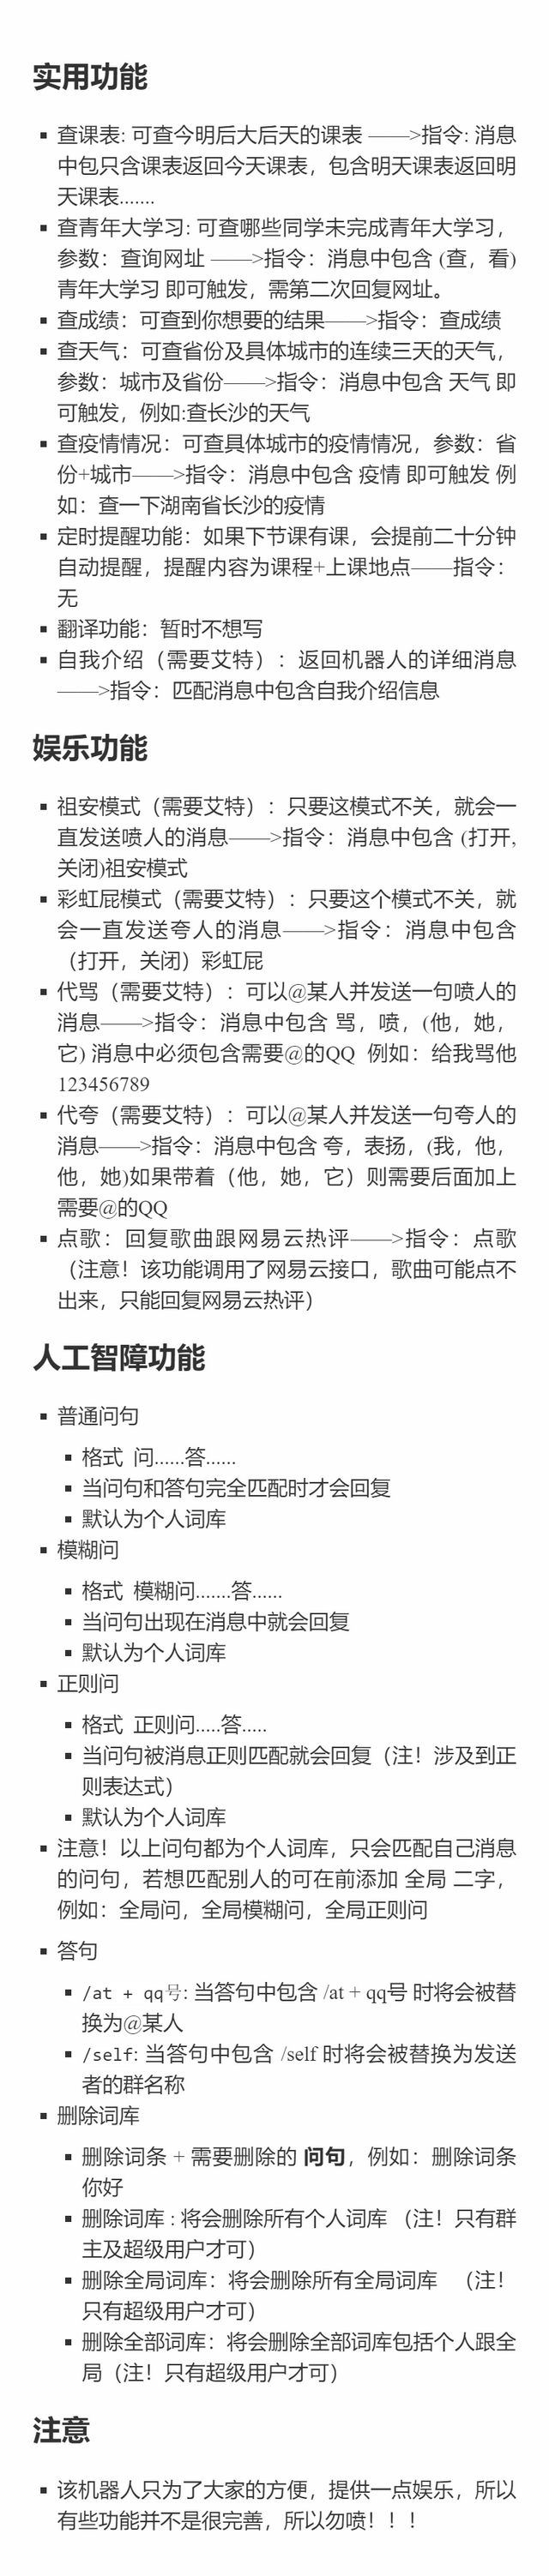 实用功能
查课表: 可查今明后大后天的课表 ——>指令: 消息
中包只含课表返回今天课表，包含明天课表返回明
天课表.......
查青年大学习: 可查哪些同学未完成青年大学习，
参数：查询网址 ——>指令：消息中包含 (查，看)
青年大学习 即可触发，需第二次回复网址。
查成绩：可查到你想要的结果——>指令：查成绩
查天气：可查省份及具体城市的连续三天的天气，
参数：城市及省份——>指令：消息中包含 天气 即
可触发，例如:查长沙的天气
查疫情情况：可查具体城市的疫情情况，参数：省
份+城市——>指令：消息中包含 疫情 即可触发 例
如：查一下湖南省长沙的疫情
定时提醒功能：如果下节课有课，会提前二十分钟
自动提醒，提醒内容为课程+上课地点——指令：
无
翻译功能：暂时不想写
自我介绍（需要艾特）：返回机器人的详细消息
——>指令：匹配消息中包含自我介绍信息
娱乐功能
祖安模式（需要艾特）：只要这模式不关，就会一
直发送喷人的消息——>指令：消息中包含 (打开,
关闭)祖安模式
彩虹屁模式（需要艾特）：只要这个模式不关，就
会一直发送夸人的消息——>指令：消息中包含
（打开，关闭）彩虹屁
代骂（需要艾特）：可以@某人并发送一句喷人的
消息——>指令：消息中包含 骂，喷，(他，她，
它) 消息中必须包含需要@的QQ 例如：给我骂他
123456789
代夸（需要艾特）：可以@某人并发送一句夸人的
消息——>指令：消息中包含 夸，表扬，(我，他，
他，她)如果带着（他，她，它）则需要后面加上
需要@的QQ
点歌：回复歌曲跟网易云热评——>指令：点歌
（注意！该功能调用了网易云接口，歌曲可能点不
出来，只能回复网易云热评）
人工智障功能
普通问句
格式 问......答......
当问句和答句完全匹配时才会回复
默认为个人词库
模糊问
格式 模糊问.......答......
当问句出现在消息中就会回复
默认为个人词库
正则问
格式 正则问.....答.....
当问句被消息正则匹配就会回复（注！涉及到正
则表达式）
默认为个人词库
注意！以上问句都为个人词库，只会匹配自己消息
的问句，若想匹配别人的可在前添加 全局 二字，
例如：全局问，全局模糊问，全局正则问
答句
/at + qq号: 当答句中包含 /at + qq号 时将会被替
换为@某人
/self: 当答句中包含 /self 时将会被替换为发送
者的群名称
删除词库
删除词条 + 需要删除的 问句，例如：删除词条
你好
删除词库 : 将会删除所有个人词库 （注！只有群
主及超级用户才可）
删除全局词库：将会删除所有全局词库 （注！
只有超级用户才可）
删除全部词库：将会删除全部词库包括个人跟全
局（注！只有超级用户才可）
注意
该机器人只为了大家的方便，提供一点娱乐，所以
有些功能并不是很完善，所以勿喷！！！